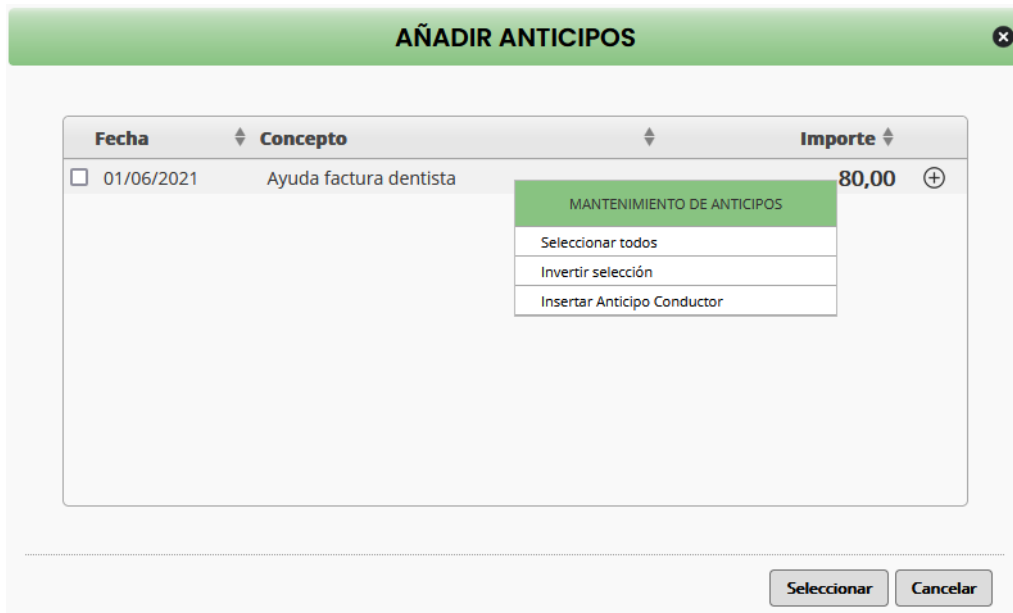 AÑADIR ANTICIPOS
Fecha Concepto Importe
01/06/2021 Ayuda factura dentista 80,00
MANTENIMIENTO DE ANTICIPOS
Seleccionar todos
Invertir selección
Insertar Anticipo Conductor
Seleccionar Cancelar